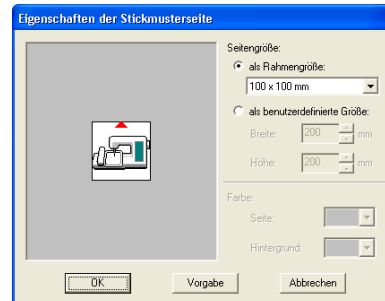 Eigenschaften der Stickmusterseite
Seitengröße:
als Rahmengröße:
100 x 100 mm
als benutzerdefinierte Größe:
Breite: 200 mm
Höhe: 200 mm
Farbe:
Seite:
Hintergrund:
OK Vorgabe Abbrechen